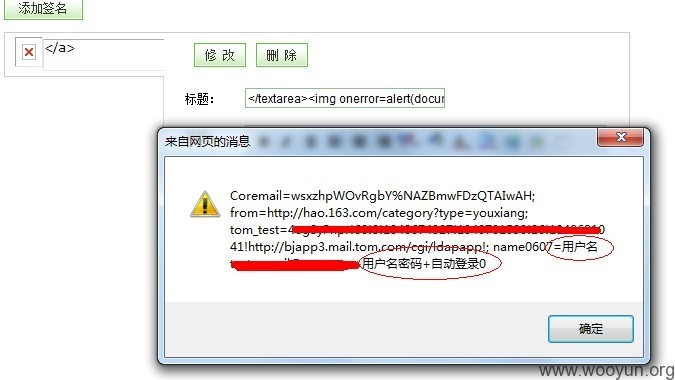 添加签名
</a>
修 改 删 除
标题： </textarea><img onerror=alert(docur
来自网页的消息
Coremail=wsxzhpWOvRgbY%NAZBmwFDzQTAIwAH;
from=http://hao.163.com/category?type=youxiang;
tom_test=
41!http://bjapp3.mail.tom.com/cgi/ldapapp!; name0607=用户名
用户名密码+自动登录0
确定
www.wooyun.org